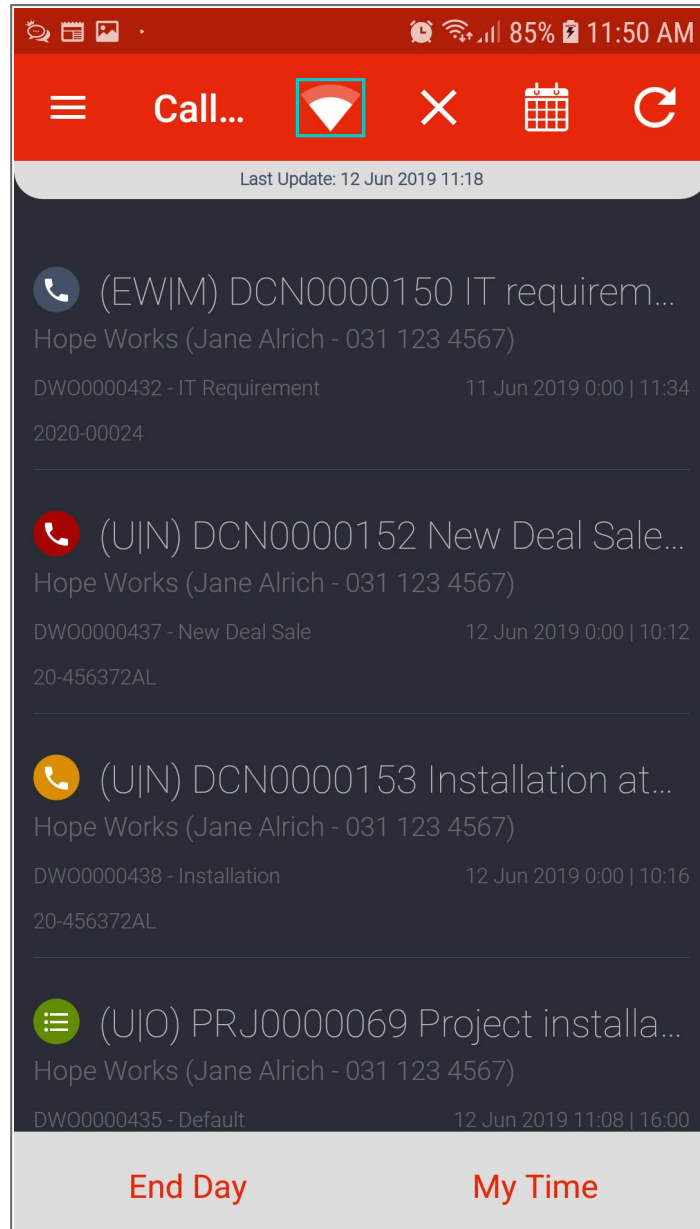 85% 11:50 AM
Call...
Last Update: 12 Jun 2019 11:18
(EW|M) DCN0000150 IT requirem...
Hope Works (Jane Alrich - 031 123 4567)
DWO0000432 - IT Requirement 11 Jun 2019 0:00 | 11:34
2020-00024
(U|N) DCN0000152 New Deal Sale...
Hope Works (Jane Alrich - 031 123 4567)
DWO0000437 - New Deal Sale 12 Jun 2019 0:00 | 10:12
20-456372AL
(U|N) DCN0000153 Installation at...
Hope Works (Jane Alrich - 031 123 4567)
DWO0000438 - Installation 12 Jun 2019 0:00 | 10:16
20-456372AL
(U|O) PRJ0000069 Project installa...
Hope Works (Jane Alrich - 031 123 4567)
DWO0000435 - Default 12 Jun 2019 11:08 | 16:00
End Day My Time